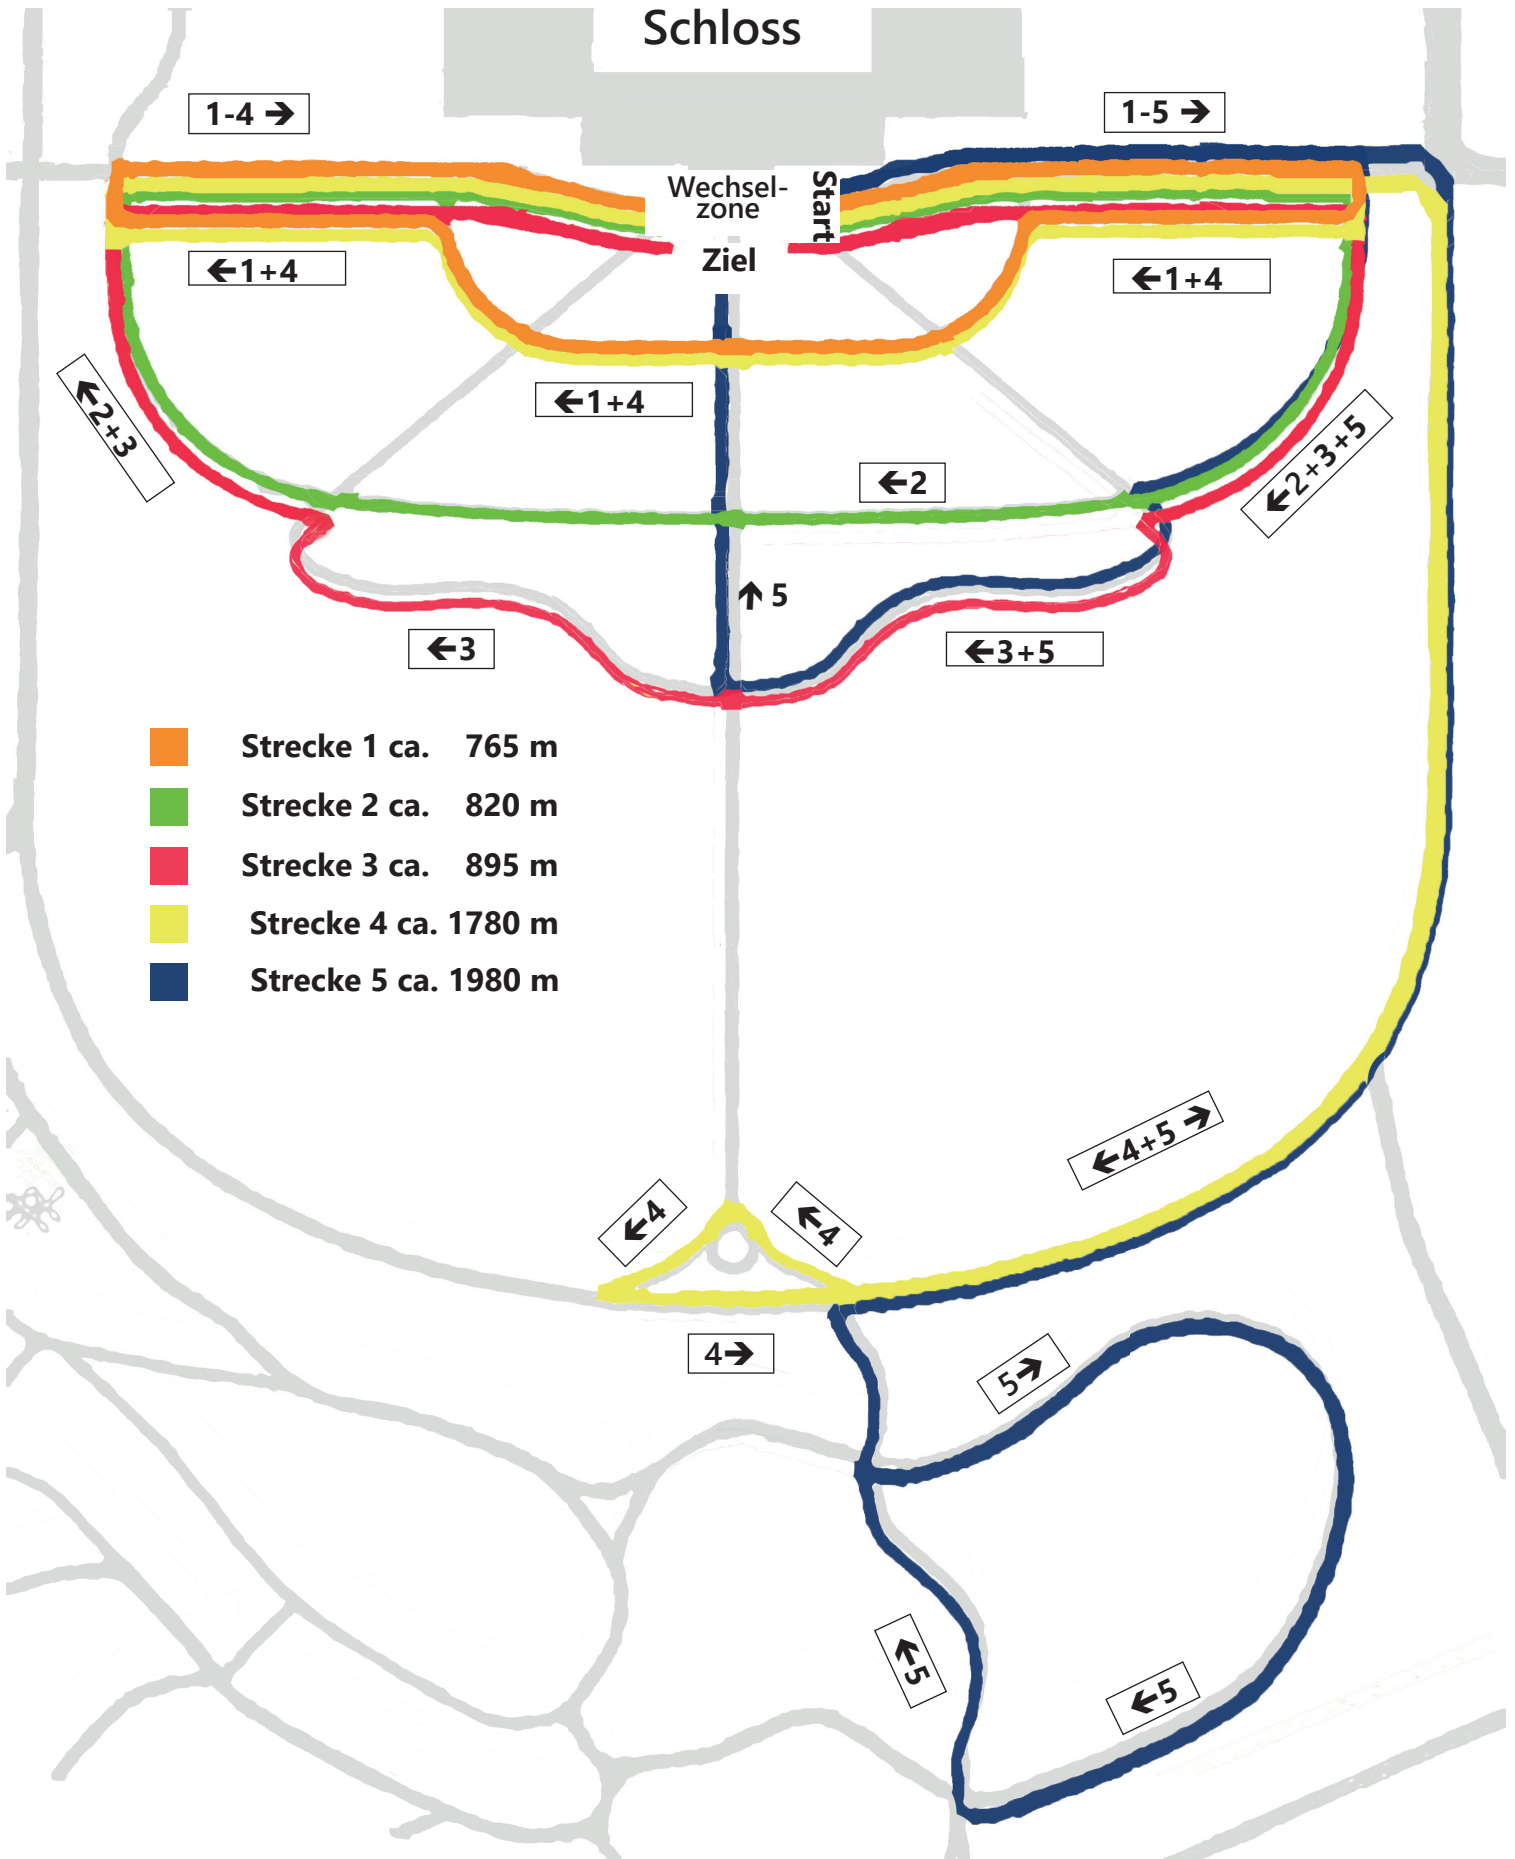 Schloss
1-4 →
1-5 →
Wechsel-
zone
Start
Ziel
←1+4
←1+4
←1+4
←2+3
←2
←2+3+5
↑ 5
←3
←3+5
Strecke 1 ca. 765 m
Strecke 2 ca. 820 m
Strecke 3 ca. 895 m
Strecke 4 ca. 1780 m
Strecke 5 ca. 1980 m
←4+5 →
←4
←4
4→
5→
←5
←5